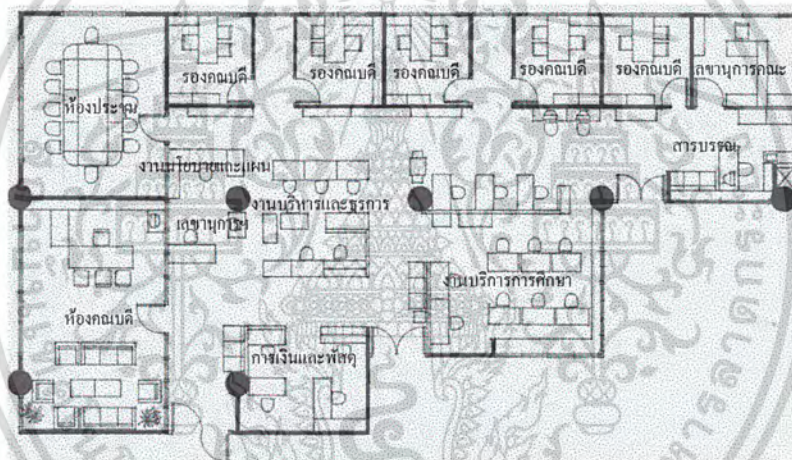 รองคณบดี
รองคณบดี
รองคณบดี
รองคณบดี
รองคณบดี
เลขานุการคณะ
ห้องประชุม
สารบรรณ
งานนโยบายและแผน
งานบริหารและธุรการ
เลขานุการฯ
งานบริการการศึกษา
ห้องคณบดี
การเงินและพัสดุ